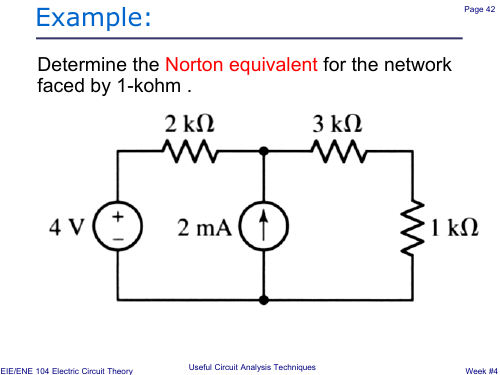 Example:
Page 42
Determine the Norton equivalent for the network
faced by 1-kohm .
2 kΩ
3 kΩ
4 V
+
−
2 mA
1 kΩ
EIE/ENE 104 Electric Circuit Theory
Useful Circuit Analysis Techniques
Week #4